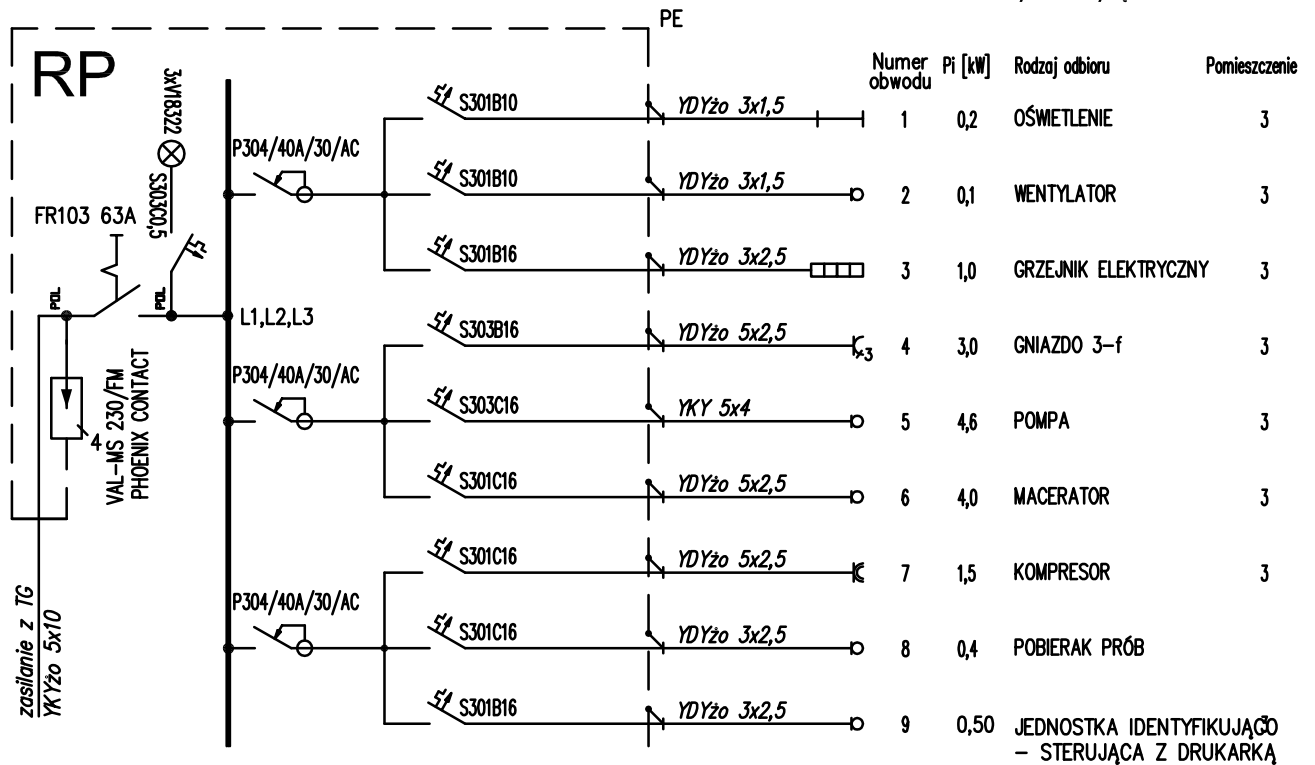 PE
RP
3xV18322
S303C0,5
FR103 63A
POL
POL
L1,L2,L3
4
VAL-MS 230/FM
PHOENIX CONTACT
zasilanie z TG
YKYżo 5x10
P304/40A/30/AC
P304/40A/30/AC
P304/40A/30/AC
Numer obwodu Pi [kW] Rodzaj odbioru Pomieszczenie
S301B10 YDYżo 3x1,5 1 0,2 OŚWIETLENIE 3
S301B10 YDYżo 3x1,5 2 0,1 WENTYLATOR 3
S301B16 YDYżo 3x2,5 3 1,0 GRZEJNIK ELEKTRYCZNY 3
S303B16 YDYżo 5x2,5 3 4 3,0 GNIAZDO 3-f 3
S303C16 YKY 5x4 5 4,6 POMPA 3
S301C16 YDYżo 5x2,5 6 4,0 MACERATOR 3
S301C16 YDYżo 5x2,5 7 1,5 KOMPRESOR 3
S301C16 YDYżo 3x2,5 8 0,4 POBIERAK PRÓB
S301B16 YDYżo 3x2,5 9 0,50 JEDNOSTKA IDENTYFIKUJĄCO 3
- STERUJĄCA Z DRUKARKĄ